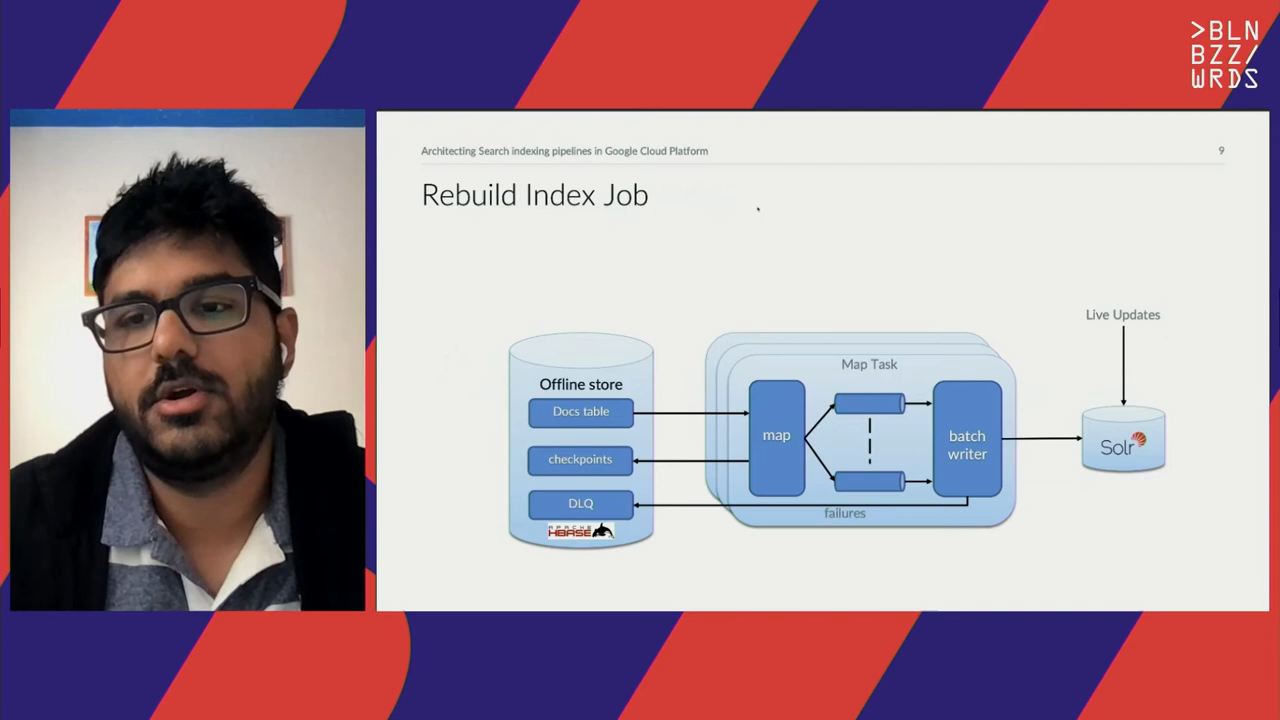 >BLN
BZZ/
WRDS
Architecting Search indexing pipelines in Google Cloud Platform
9
Rebuild Index Job
Live Updates
Offline store
Map Task
Docs table
map
batch
writer
Solr
checkpoints
DLQ
failures
APACHE
HBASE